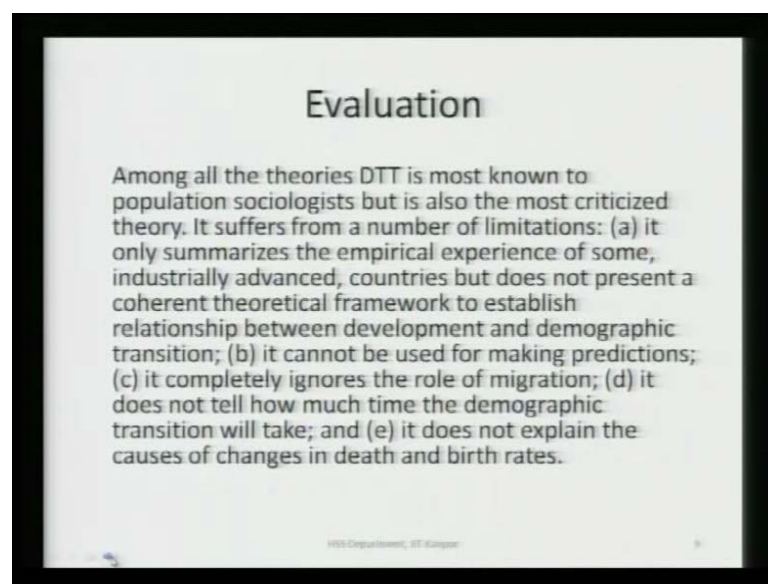 Evaluation
Among all the theories DTT is most known to
population sociologists but is also the most criticized
theory. It suffers from a number of limitations: (a) it
only summarizes the empirical experience of some,
industrially advanced, countries but does not present a
coherent theoretical framework to establish
relationship between development and demographic
transition; (b) it cannot be used for making predictions;
(c) it completely ignores the role of migration; (d) it
does not tell how much time the demographic
transition will take; and (e) it does not explain the
causes of changes in death and birth rates.
HSS Department, IIT Kanpur